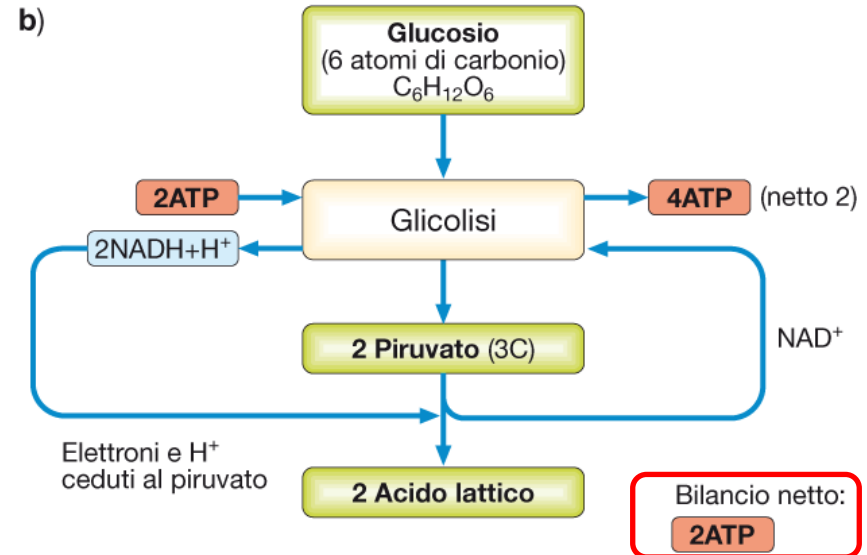 b)
Glucosio
(6 atomi di carbonio)
C₆H₁₂O₆
2ATP
Glicolisi
4ATP (netto 2)
2NADH+H⁺
2 Piruvato (3C)
NAD⁺
Elettroni e H⁺
ceduti al piruvato
2 Acido lattico
Bilancio netto:
2ATP